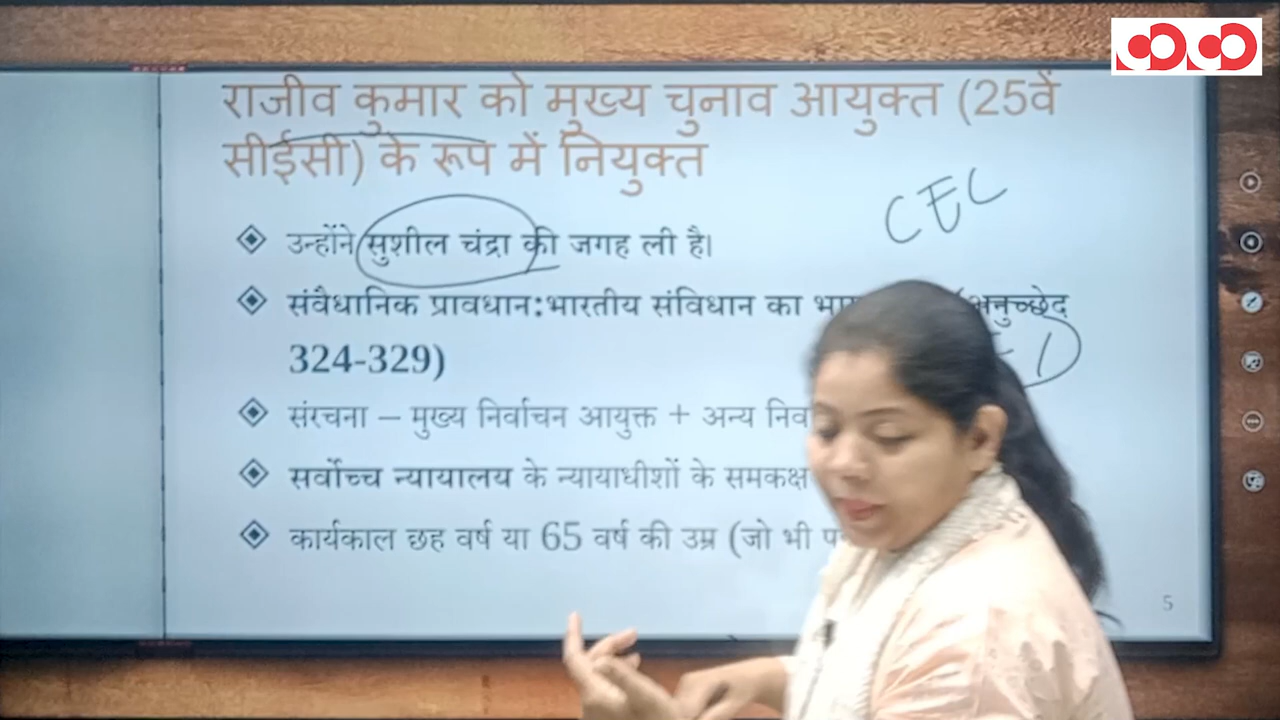 राजीव कुमार को मुख्य चुनाव आयुक्त (25वें
सीईसी) के रूप में नियुक्त
CEC
उन्होंने सुशील चंद्रा की जगह ली है।
संवैधानिक प्रावधान:भारतीय संविधान का (अनुच्छेद
324-329)
संरचना – मुख्य निर्वाचन आयुक्त + अन्य
सर्वोच्च न्यायालय के न्यायाधीशों के समकक्ष
कार्यकाल छह वर्ष या 65 वर्ष की उम्र (जो भी
5